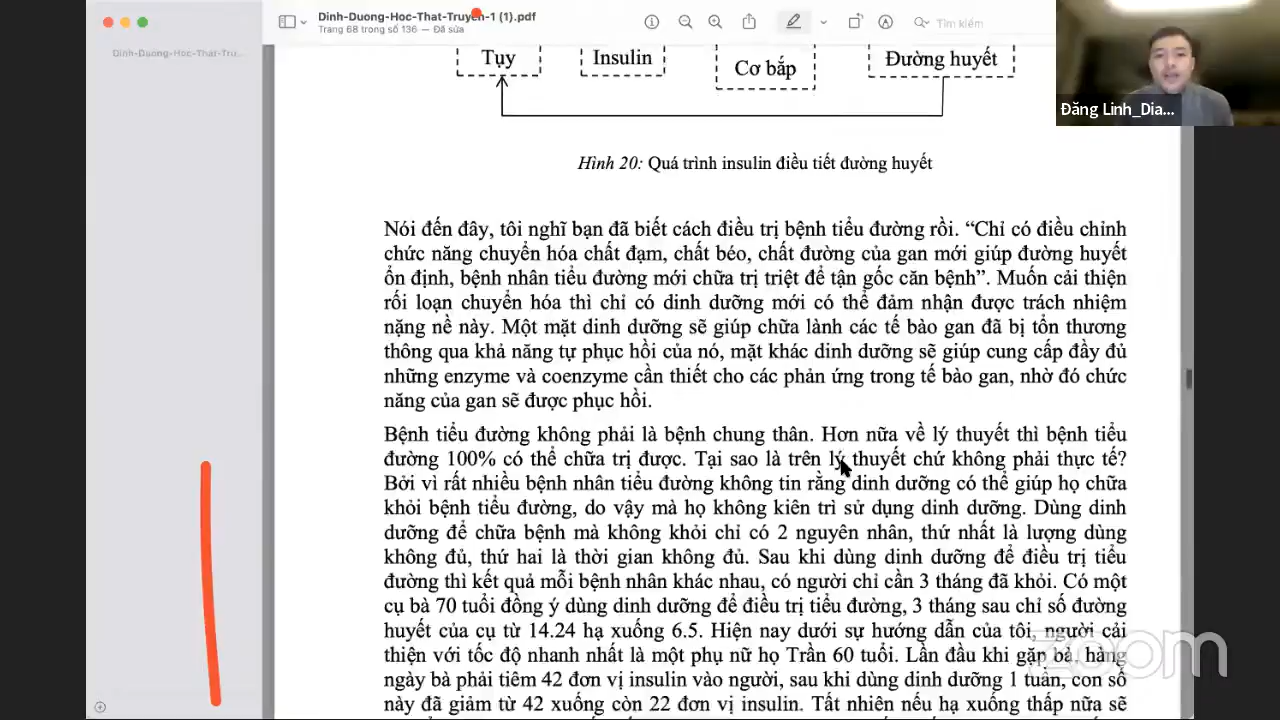 Dinh-Duong-Hoc-That-Truyen-1 (1).pdf
Trang 68 trong số 136 — Đã sửa
Tìm kiếm
Dinh-Duong-Hoc-That-Tru...
Đăng Linh_Dia...
Tụy
Insulin
Cơ bắp
Đường huyết
Hình 20: Quá trình insulin điều tiết đường huyết
Nói đến đây, tôi nghĩ bạn đã biết cách điều trị bệnh tiểu đường rồi. “Chỉ có điều chỉnh
chức năng chuyển hóa chất đạm, chất béo, chất đường của gan mới giúp đường huyết
ổn định, bệnh nhân tiểu đường mới chữa trị triệt để tận gốc căn bệnh”. Muốn cải thiện
rối loạn chuyển hóa thì chỉ có dinh dưỡng mới có thể đảm nhận được trách nhiệm
nặng nề này. Một mặt dinh dưỡng sẽ giúp chữa lành các tế bào gan đã bị tổn thương
thông qua khả năng tự phục hồi của nó, mặt khác dinh dưỡng sẽ giúp cung cấp đầy đủ
những enzyme và coenzyme cần thiết cho các phản ứng trong tế bào gan, nhờ đó chức
năng của gan sẽ được phục hồi.
Bệnh tiểu đường không phải là bệnh chung thân. Hơn nữa về lý thuyết thì bệnh tiểu
đường 100% có thể chữa trị được. Tại sao là trên lý thuyết chứ không phải thực tế?
Bởi vì rất nhiều bệnh nhân tiểu đường không tin rằng dinh dưỡng có thể giúp họ chữa
khỏi bệnh tiểu đường, do vậy mà họ không kiên trì sử dụng dinh dưỡng. Dùng dinh
dưỡng để chữa bệnh mà không khỏi chỉ có 2 nguyên nhân, thứ nhất là lượng dùng
không đủ, thứ hai là thời gian không đủ. Sau khi dùng dinh dưỡng để điều trị tiểu
đường thì kết quả mỗi bệnh nhân khác nhau, có người chỉ cần 3 tháng đã khỏi. Có một
cụ bà 70 tuổi đồng ý dùng dinh dưỡng để điều trị tiểu đường, 3 tháng sau chỉ số đường
huyết của cụ từ 14.24 hạ xuống 6.5. Hiện nay dưới sự hướng dẫn của tôi, người cải
thiện với tốc độ nhanh nhất là một phụ nữ họ Trần 60 tuổi. Lần đầu khi gặp bà, hàng
ngày bà phải tiêm 42 đơn vị insulin vào người, sau khi dùng dinh dưỡng 1 tuần, con số
này đã giảm từ 42 xuống còn 22 đơn vị insulin. Tất nhiên nếu hạ xuống thấp nữa sẽ
zoom